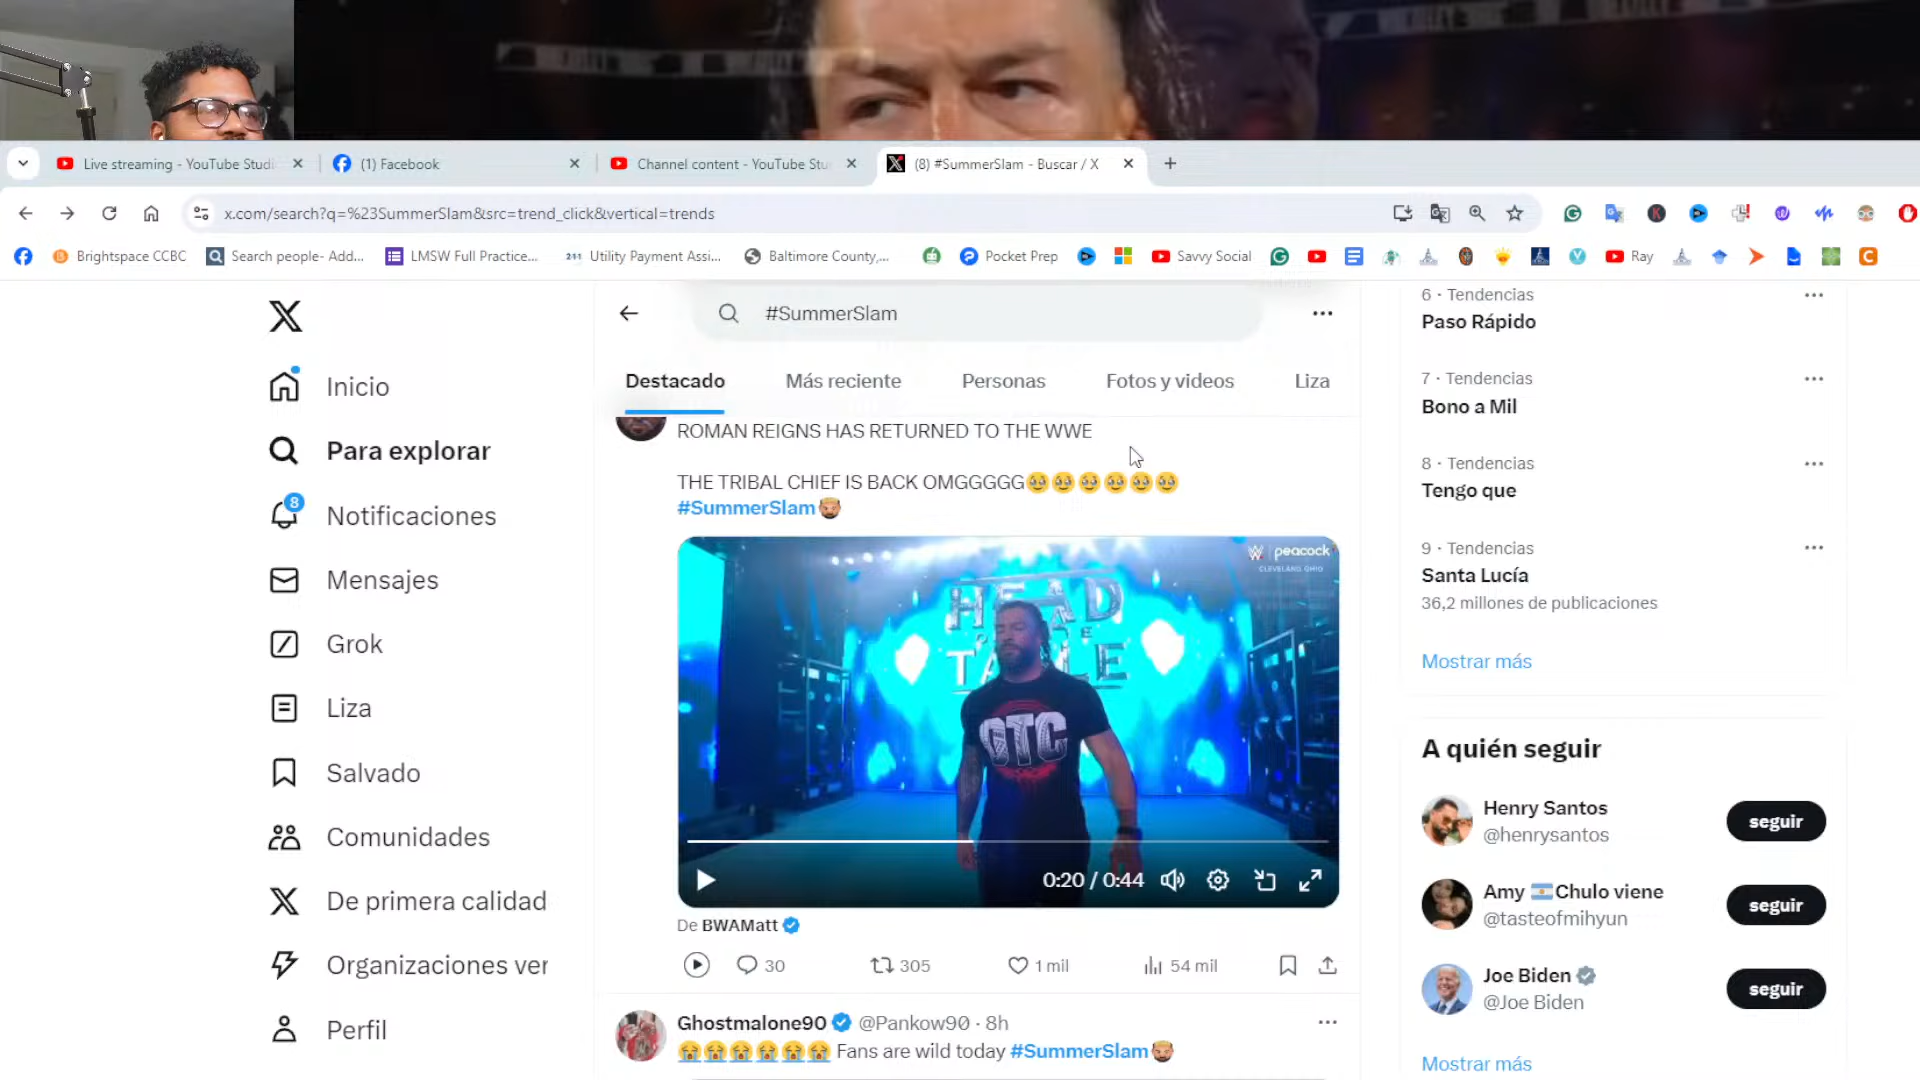 Live streaming - YouTube Studi
(1) Facebook
Channel content - YouTube Stu
(8) #SummerSlam - Buscar / X
x.com/search?q=%23SummerSlam&src=trend_click&vertical=trends
Brightspace CCBC
Search people- Add...
LMSW Full Practice...
Utility Payment Assi...
Baltimore County,...
Pocket Prep
Savvy Social
Ray
#SummerSlam
Destacado
Más reciente
Personas
Fotos y videos
Liza
Inicio
Para explorar
8
Notificaciones
Mensajes
Grok
Liza
Salvado
Comunidades
De primera calidad
Organizaciones ver
Perfil
ROMAN REIGNS HAS RETURNED TO THE WWE
THE TRIBAL CHIEF IS BACK OMGGGGG🥹🥹🥹🥹🥹🥹
#SummerSlam
peacock
CLEVELAND, OHIO
HEAD
TABLE
OTC
0:20 / 0:44
De BWAMatt
30
305
1 mil
54 mil
Ghostmalone90 @Pankow90 · 8h
😭😭😭😭😭😭 Fans are wild today #SummerSlam
6 · Tendencias
Paso Rápido
7 · Tendencias
Bono a Mil
8 · Tendencias
Tengo que
9 · Tendencias
Santa Lucía
36,2 millones de publicaciones
Mostrar más
A quién seguir
Henry Santos
@henrysantos
seguir
Amy 🇦🇷Chulo viene
@tasteofmihyun
seguir
Joe Biden
@Joe Biden
seguir
Mostrar más